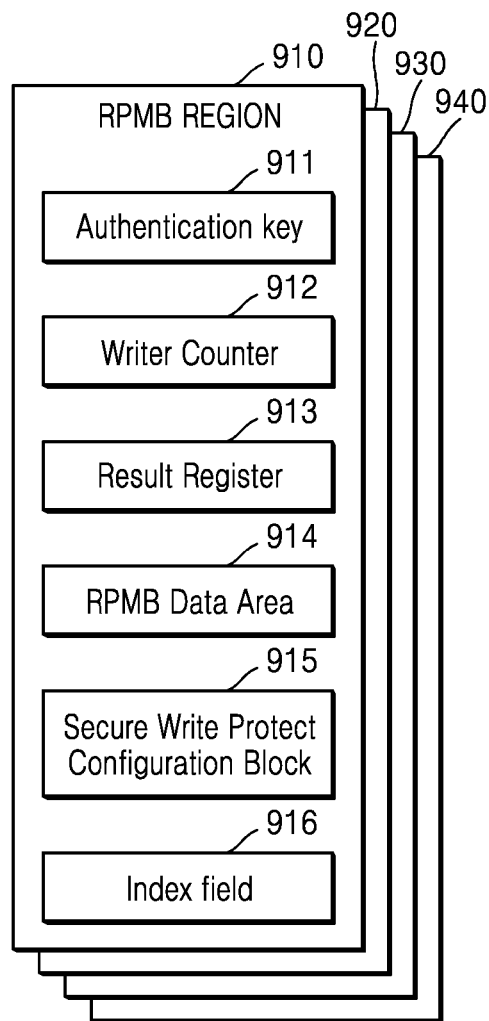 910
920
930
940
RPMB REGION
911
Authentication key
912
Writer Counter
913
Result Register
914
RPMB Data Area
915
Secure Write Protect
Configuration Block
916
Index field